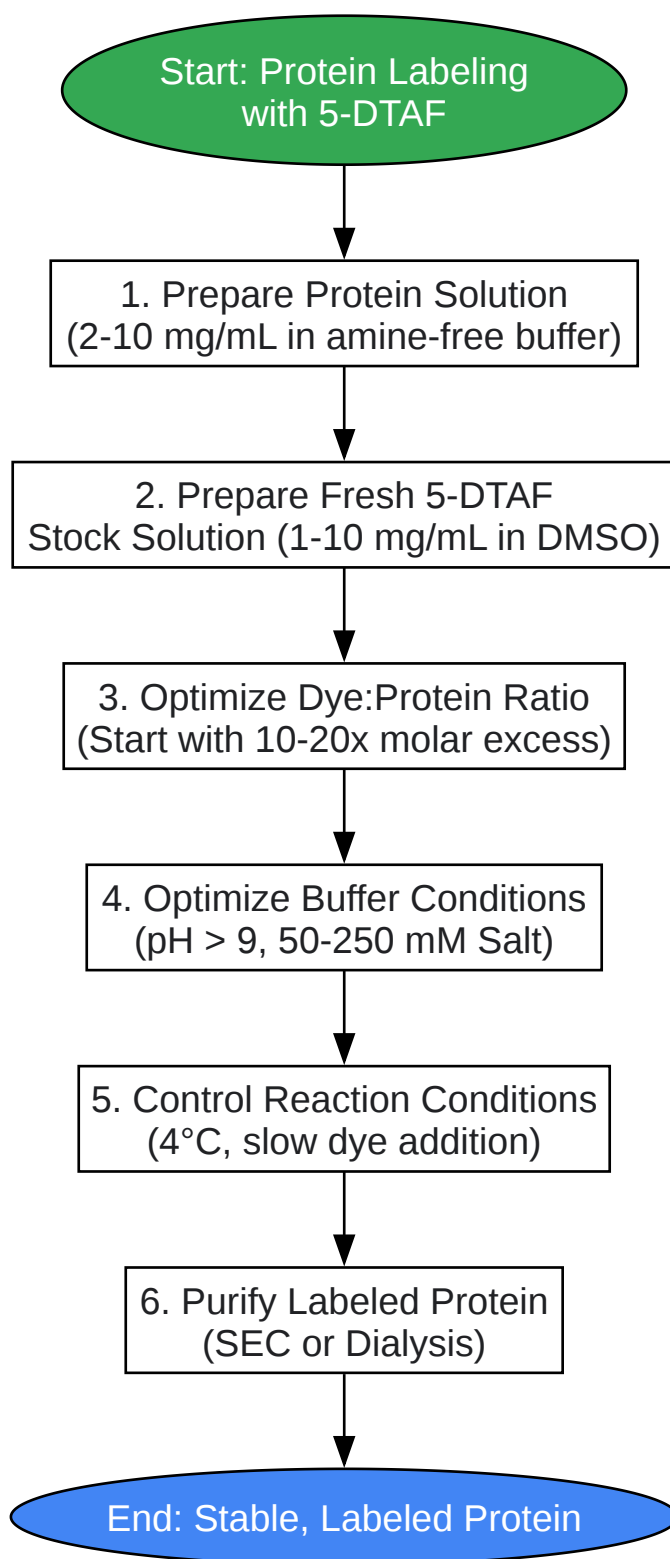 Start: Protein Labeling
with 5-DTAF
1. Prepare Protein Solution
(2-10 mg/mL in amine-free buffer)
2. Prepare Fresh 5-DTAF
Stock Solution (1-10 mg/mL in DMSO)
3. Optimize Dye:Protein Ratio
(Start with 10-20x molar excess)
4. Optimize Buffer Conditions
(pH > 9, 50-250 mM Salt)
5. Control Reaction Conditions
(4°C, slow dye addition)
6. Purify Labeled Protein
(SEC or Dialysis)
End: Stable, Labeled Protein